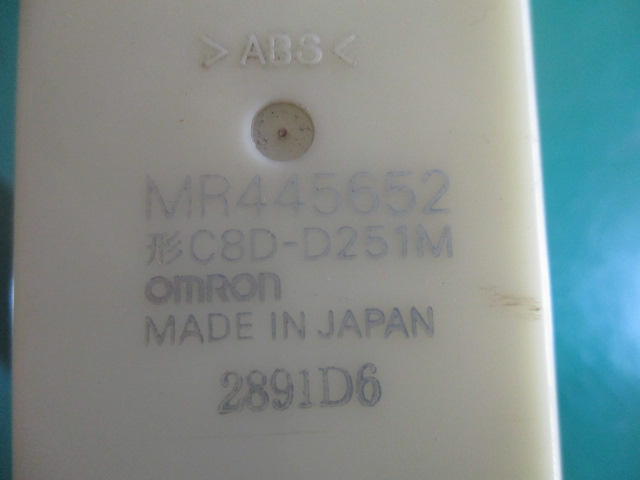 >ABS<
MR445652
形C8D-D251M
OMRON
MADE IN JAPAN
2891D6